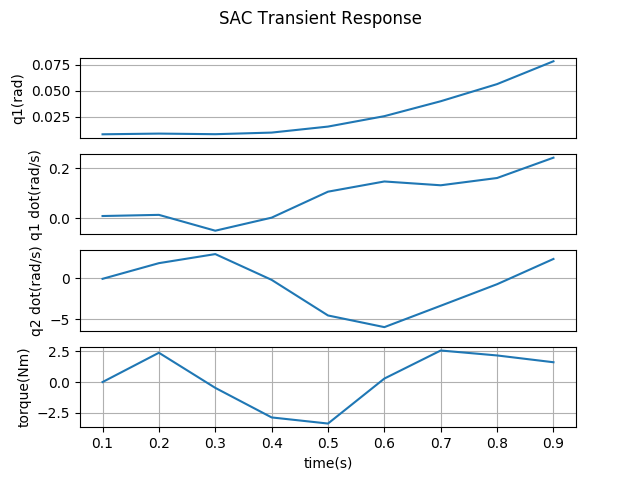 SAC Transient Response
q1(rad)
0.075
0.050
0.025
q1 dot(rad/s)
0.2
0.0
q2 dot(rad/s)
0
−5
torque(Nm)
2.5
0.0
−2.5
0.1 0.2 0.3 0.4 0.5 0.6 0.7 0.8 0.9
time(s)